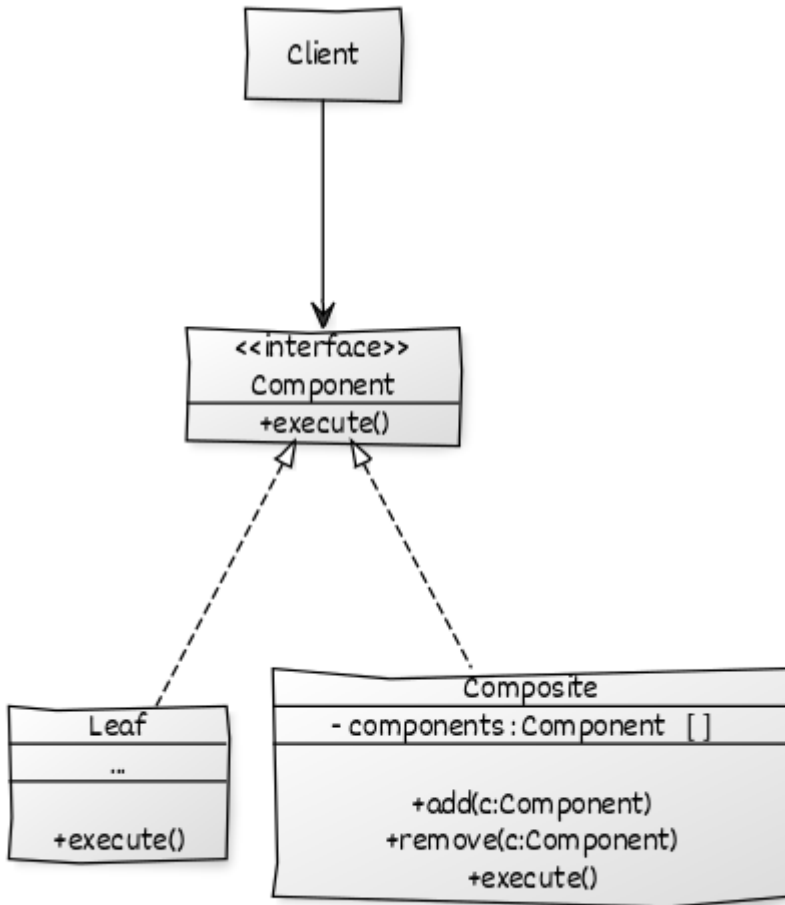 Client
<<interface>>
Component
+execute()
Leaf
...
+execute()
Composite
- components : Component [ ]
+add(c:Component)
+remove(c:Component)
+execute()